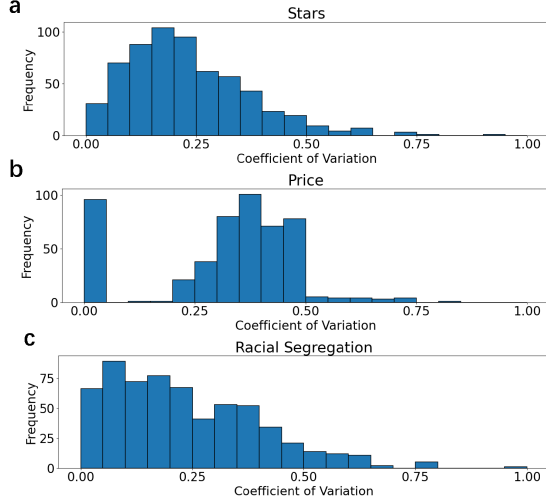 a
Stars
100
50
0
Frequency
0.00 0.25 0.50 0.75 1.00
Coefficient of Variation
b
Price
100
50
0
Frequency
0.00 0.25 0.50 0.75 1.00
Coefficient of Variation
c
Racial Segregation
75
50
25
0
Frequency
0.00 0.25 0.50 0.75 1.00
Coefficient of Variation